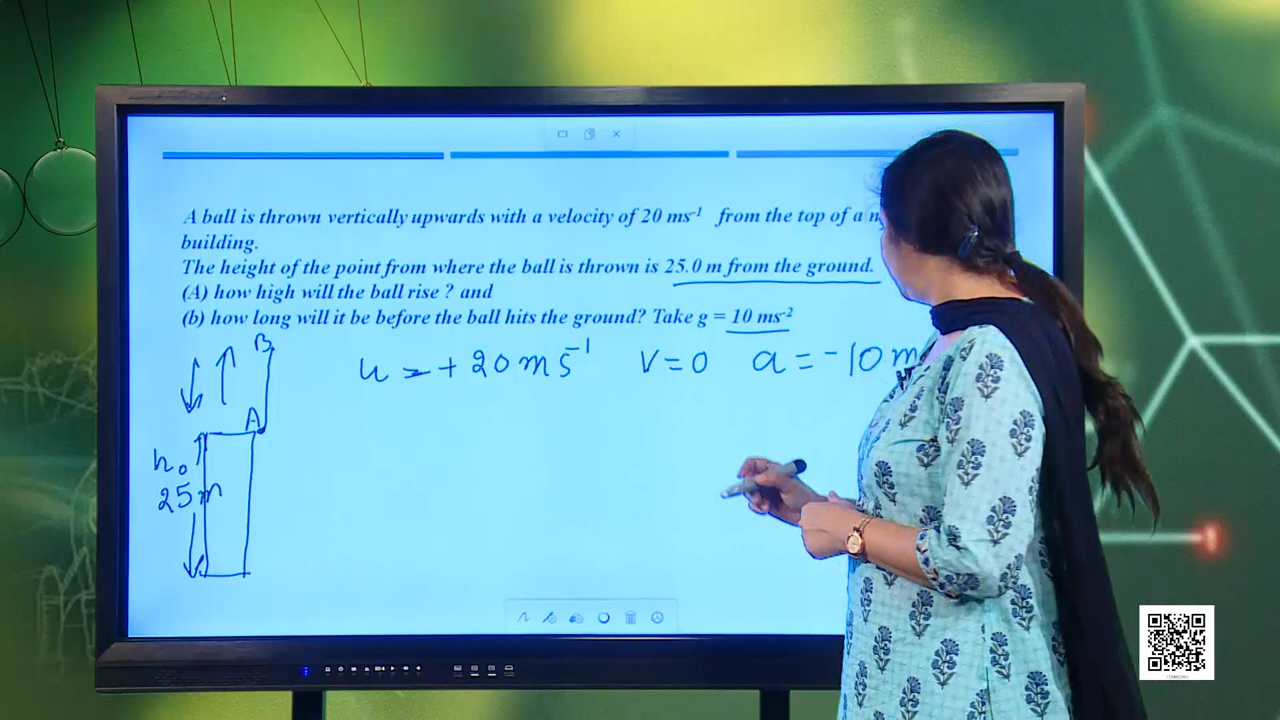 A ball is thrown vertically upwards with a velocity of 20 ms⁻¹ from the top of a
building.
The height of the point from where the ball is thrown is 25.0 m from the ground.
(A) how high will the ball rise ? and
(b) how long will it be before the ball hits the ground? Take g = 10 ms⁻²
B
u = +20 m s⁻¹ v = 0 a = -10 m
A
h₀
25 m